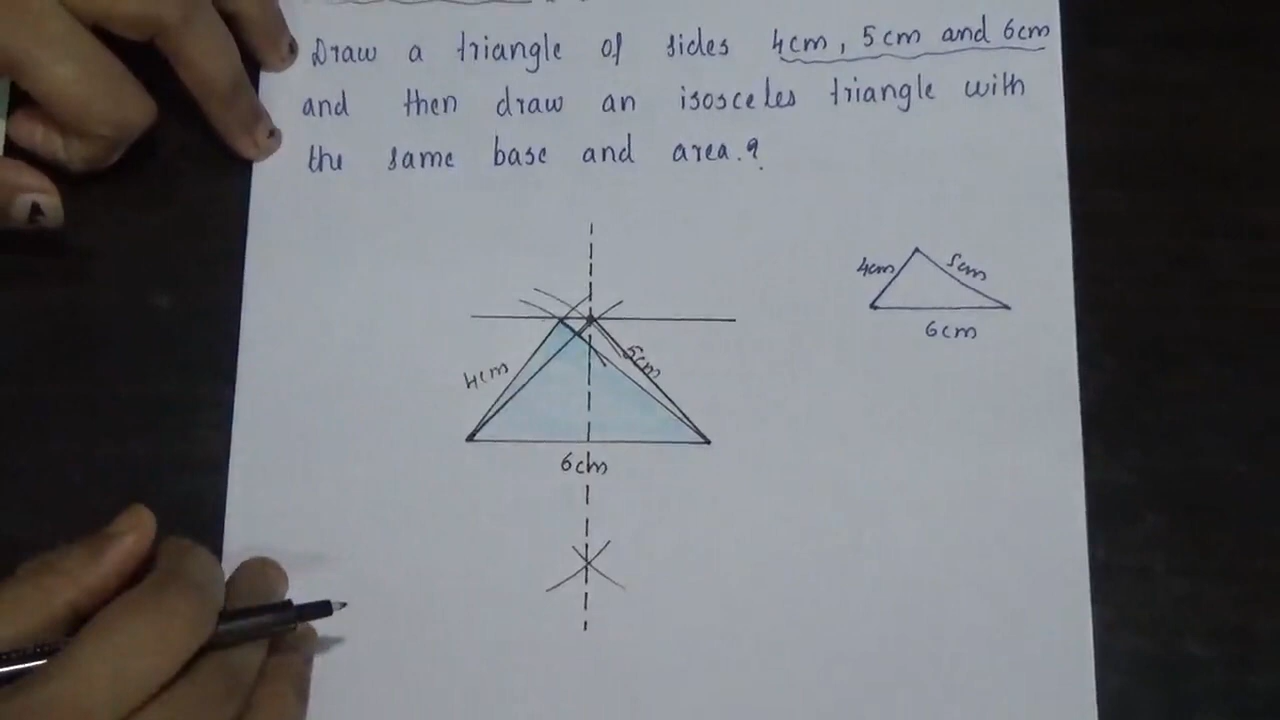 Draw a triangle of sides 4cm, 5cm and 6cm
and then draw an isosceles triangle with
the same base and area.?
4cm
5cm
6cm
4cm
5cm
6cm